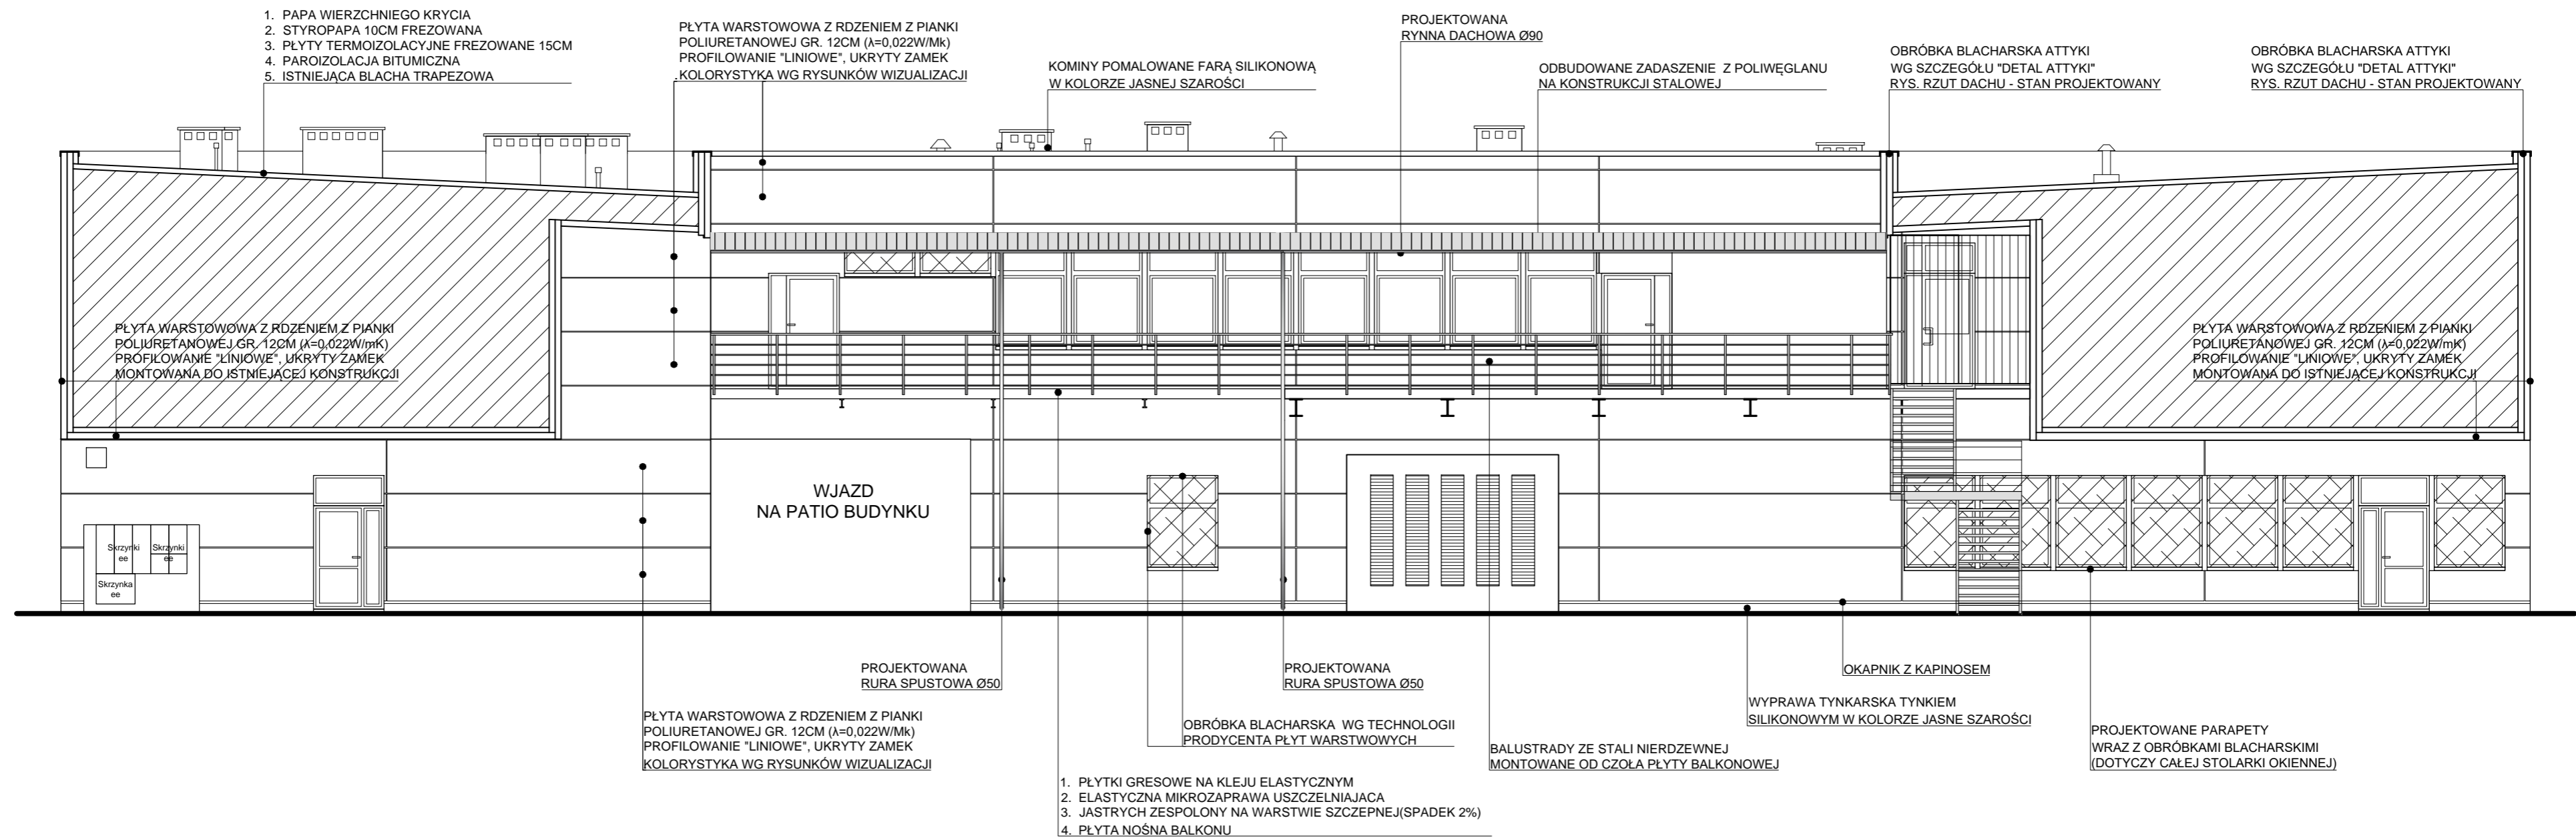 1. PAPA WIERZCHNIEGO KRYCIA
2. STYROPAPA 10CM FREZOWANA
3. PŁYTY TERMOIZOLACYJNE FREZOWANE 15CM
4. PAROIZOLACJA BITUMICZNA
5. ISTNIEJĄCA BLACHA TRAPEZOWA
PŁYTA WARSTOWOWA Z RDZENIEM Z PIANKI
POLIURETANOWEJ GR. 12CM (λ=0,022W/Mk)
PROFILOWANIE "LINIOWE", UKRYTY ZAMEK
KOLORYSTYKA WG RYSUNKÓW WIZUALIZACJI
KOMINY POMALOWANE FARĄ SILIKONOWĄ
W KOLORZE JASNEJ SZAROŚCI
PROJEKTOWANA
RYNNA DACHOWA Ø90
ODBUDOWANE ZADASZENIE Z POLIWĘGLANU
NA KONSTRUKCJI STALOWEJ
OBRÓBKA BLACHARSKA ATTYKI
WG SZCZEGÓŁU "DETAL ATTYKI"
RYS. RZUT DACHU - STAN PROJEKTOWANY
OBRÓBKA BLACHARSKA ATTYKI
WG SZCZEGÓŁU "DETAL ATTYKI"
RYS. RZUT DACHU - STAN PROJEKTOWANY
PŁYTA WARSTOWOWA Z RDZENIEM Z PIANKI
POLIURETANOWEJ GR. 12CM (λ=0,022W/mK)
PROFILOWANIE "LINIOWE", UKRYTY ZAMEK
MONTOWANA DO ISTNIEJĄCEJ KONSTRUKCJI
PŁYTA WARSTOWOWA Z RDZENIEM Z PIANKI
POLIURETANOWEJ GR. 12CM (λ=0,022W/mK)
PROFILOWANIE "LINIOWE", UKRYTY ZAMEK
MONTOWANA DO ISTNIEJĄCEJ KONSTRUKCJI
WJAZD
NA PATIO BUDYNKU
Skrzynki
ee
Skrzynki
ee
Skrzynka
ee
PROJEKTOWANA
RURA SPUSTOWA Ø50
PROJEKTOWANA
RURA SPUSTOWA Ø50
OKAPNIK Z KAPINOSEM
WYPRAWA TYNKARSKA TYNKIEM
SILIKONOWYM W KOLORZE JASNE SZAROŚCI
PŁYTA WARSTOWOWA Z RDZENIEM Z PIANKI
POLIURETANOWEJ GR. 12CM (λ=0,022W/Mk)
PROFILOWANIE "LINIOWE", UKRYTY ZAMEK
KOLORYSTYKA WG RYSUNKÓW WIZUALIZACJI
OBRÓBKA BLACHARSKA WG TECHNOLOGII
PRODYCENTA PŁYT WARSTWOWYCH
BALUSTRADY ZE STALI NIERDZEWNEJ
MONTOWANE OD CZOŁA PŁYTY BALKONOWEJ
PROJEKTOWANE PARAPETY
WRAZ Z OBRÓBKAMI BLACHARSKIMI
(DOTYCZY CAŁEJ STOLARKI OKIENNEJ)
1. PŁYTKI GRESOWE NA KLEJU ELASTYCZNYM
2. ELASTYCZNA MIKROZAPRAWA USZCZELNIAJACA
3. JASTRYCH ZESPOLONY NA WARSTWIE SZCZEPNEJ(SPADEK 2%)
4. PŁYTA NOŚNA BALKONU